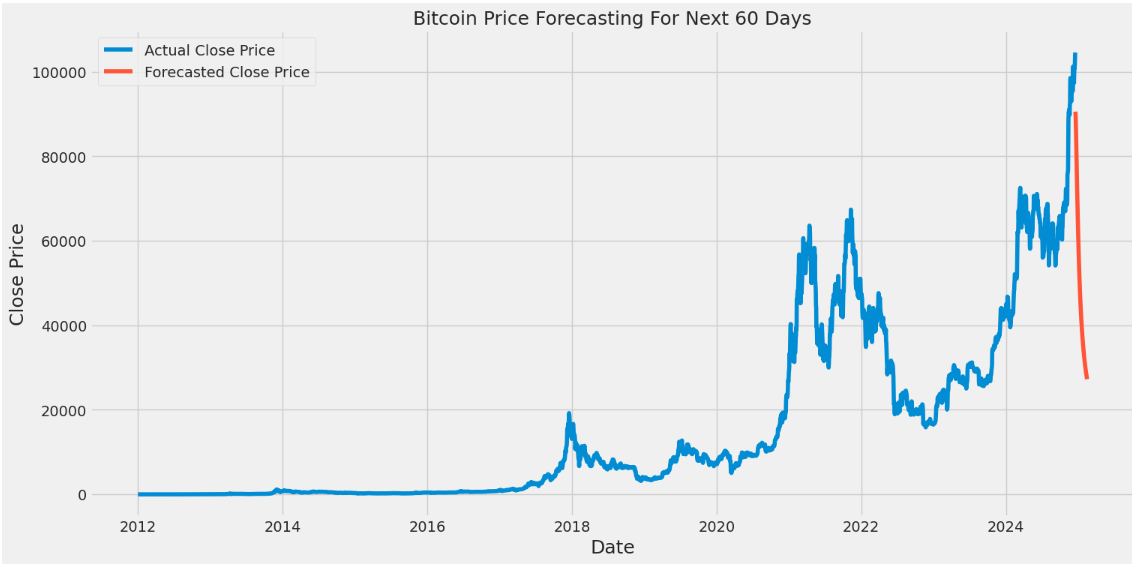 Bitcoin Price Forecasting For Next 60 Days
Actual Close Price
Forecasted Close Price
Close Price
100000
80000
60000
40000
20000
0
2012 2014 2016 2018 2020 2022 2024
Date